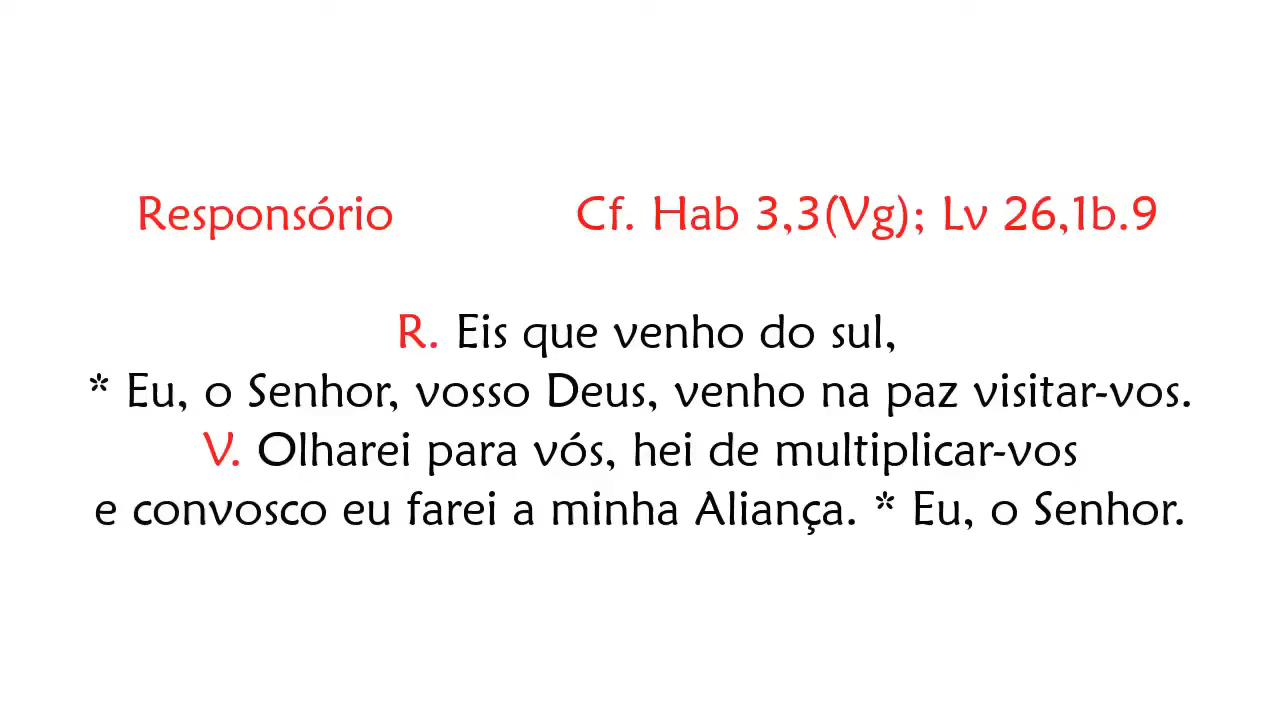 Responsório Cf. Hab 3,3(Vg); Lv 26,1b.9
R. Eis que venho do sul,
* Eu, o Senhor, vosso Deus, venho na paz visitar-vos.
V. Olharei para vós, hei de multiplicar-vos
e convosco eu farei a minha Aliança. * Eu, o Senhor.